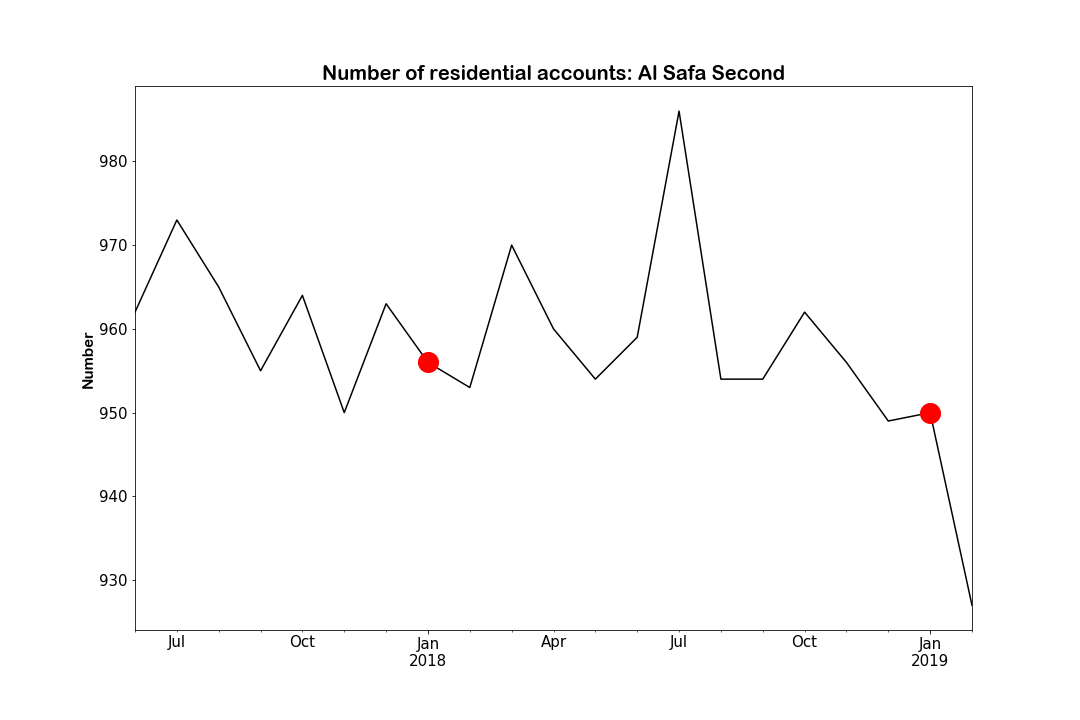 Number of residential accounts: Al Safa Second
Number
980
970
960
950
940
930
Jul
Oct
Jan
2018
Apr
Jul
Oct
Jan
2019